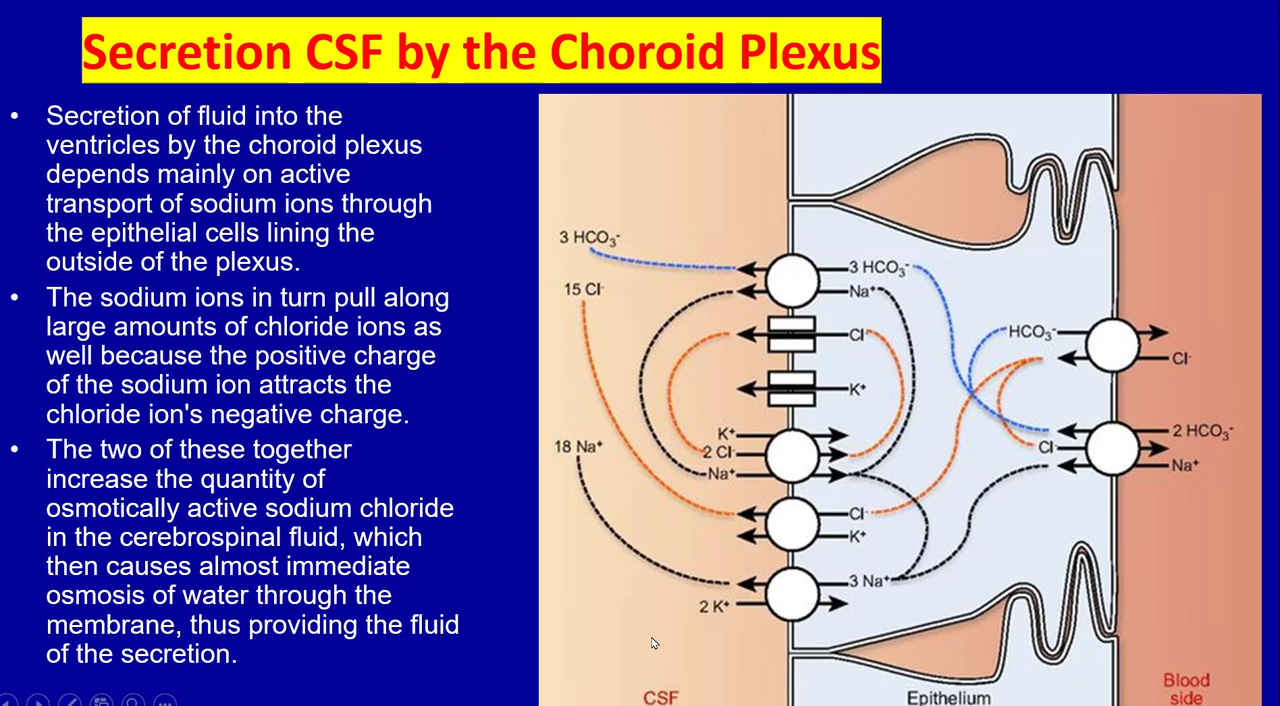 Secretion CSF by the Choroid Plexus
• Secretion of fluid into the
ventricles by the choroid plexus
depends mainly on active
transport of sodium ions through
the epithelial cells lining the
outside of the plexus.
• The sodium ions in turn pull along
large amounts of chloride ions as
well because the positive charge
of the sodium ion attracts the
chloride ion's negative charge.
• The two of these together
increase the quantity of
osmotically active sodium chloride
in the cerebrospinal fluid, which
then causes almost immediate
osmosis of water through the
membrane, thus providing the fluid
of the secretion.
3 HCO₃⁻
15 Cl⁻
18 Na⁺
3 HCO₃⁻
Na⁺
Cl⁻
K⁺
K⁺
2 Cl⁻
Na⁺
Cl⁻
K⁺
3 Na⁺
2 K⁺
HCO₃⁻
Cl⁻
2 HCO₃⁻
Cl⁻
Na⁺
CSF
Epithelium
Blood
side